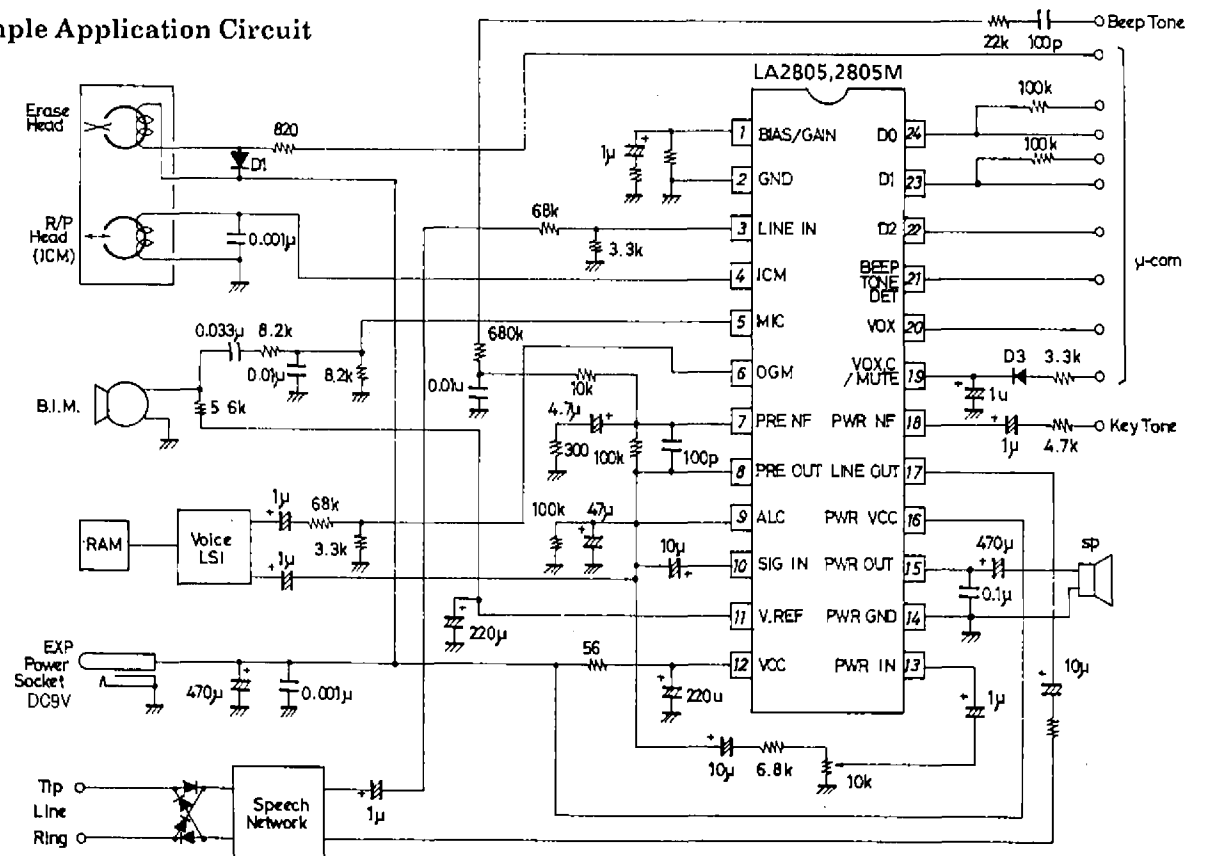 mple Application Circuit
Beep Tone
22k
100p
LA2805,2805M
Erase
Head
820
D1
R/P
Head
(ICM)
0.001μ
1μ
68k
3.3k
100k
100k
μ-com
1
BIAS/GAIN
2
GND
3
LINE IN
4
ICM
5
MIC
6
OGM
7
PRE NF
8
PRE OUT
9
ALC
10
SIG IN
11
V.REF
12
VCC
D0
24
D1
23
D2
22
BEEP
TONE
DET
21
VOX
20
VOX.C
/MUTE
19
PWR NF
18
LINE OUT
17
PWR VCC
16
PWR OUT
15
PWR GND
14
PWR IN
13
D3
3.3k
1u
Key Tone
1μ
4.7k
0.033μ
8.2k
0.01μ
8.2k
B.I.M.
5.6k
680k
0.01μ
10k
4.7μ
300
100k
100p
RAM
Voice
LSI
1μ
68k
3.3k
1μ
100k
47μ
10μ
470μ
0.1μ
SP
220μ
EXP
Power
Socket
DC9V
470μ
0.001μ
56
220u
10μ
1μ
10μ
6.8k
10k
Tip
Line
Ring
Speech
Network
1μ